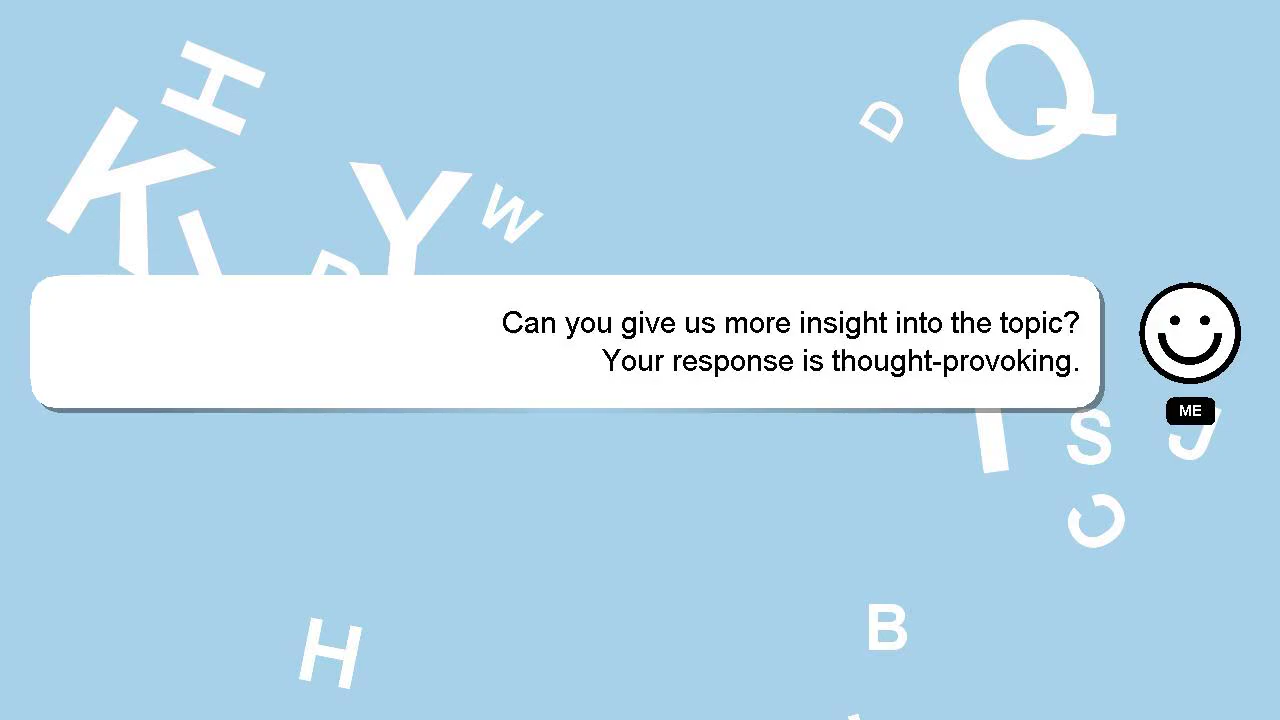 H
D
Q
K
Y
W
Can you give us more insight into the topic?
Your response is thought-provoking.
ME
S
J
C
B
H